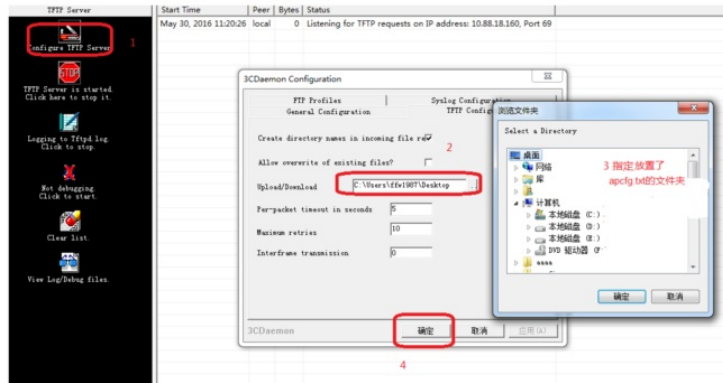 TFTP Server
Start Time Peer Bytes Status
May 30, 2016 11:20:26 local 0 Listening for TFTP requests on IP address: 10.88.18.160, Port 69
Configure TFTP Server
1
STOP
TFTP Server is started.
Click here to stop it.
Logging to Tftpd.log.
Click to stop.
Not debugging.
Click to start.
Clear list.
View Log/Debug files.
3CDaemon Configuration
FTP Profiles
General Configuration
TFTP
Create directory names in incoming file
2
Allow overwrite of existing files?
Upload/Download
C:\Users\ffw1987\Desktop
Per-packet timeout in seconds
5
Maximum retries
10
Interframe transmission
0
3CDaemon
确定
取消
应用(A)
4
浏览文件夹
Select a Directory
桌面
网络
库
计算机
本地磁盘 (C:)
本地磁盘 (D:)
本地磁盘 (E:)
DVD 驱动器
3 指定放置了
apcfg.txt的文件夹
确定
取消